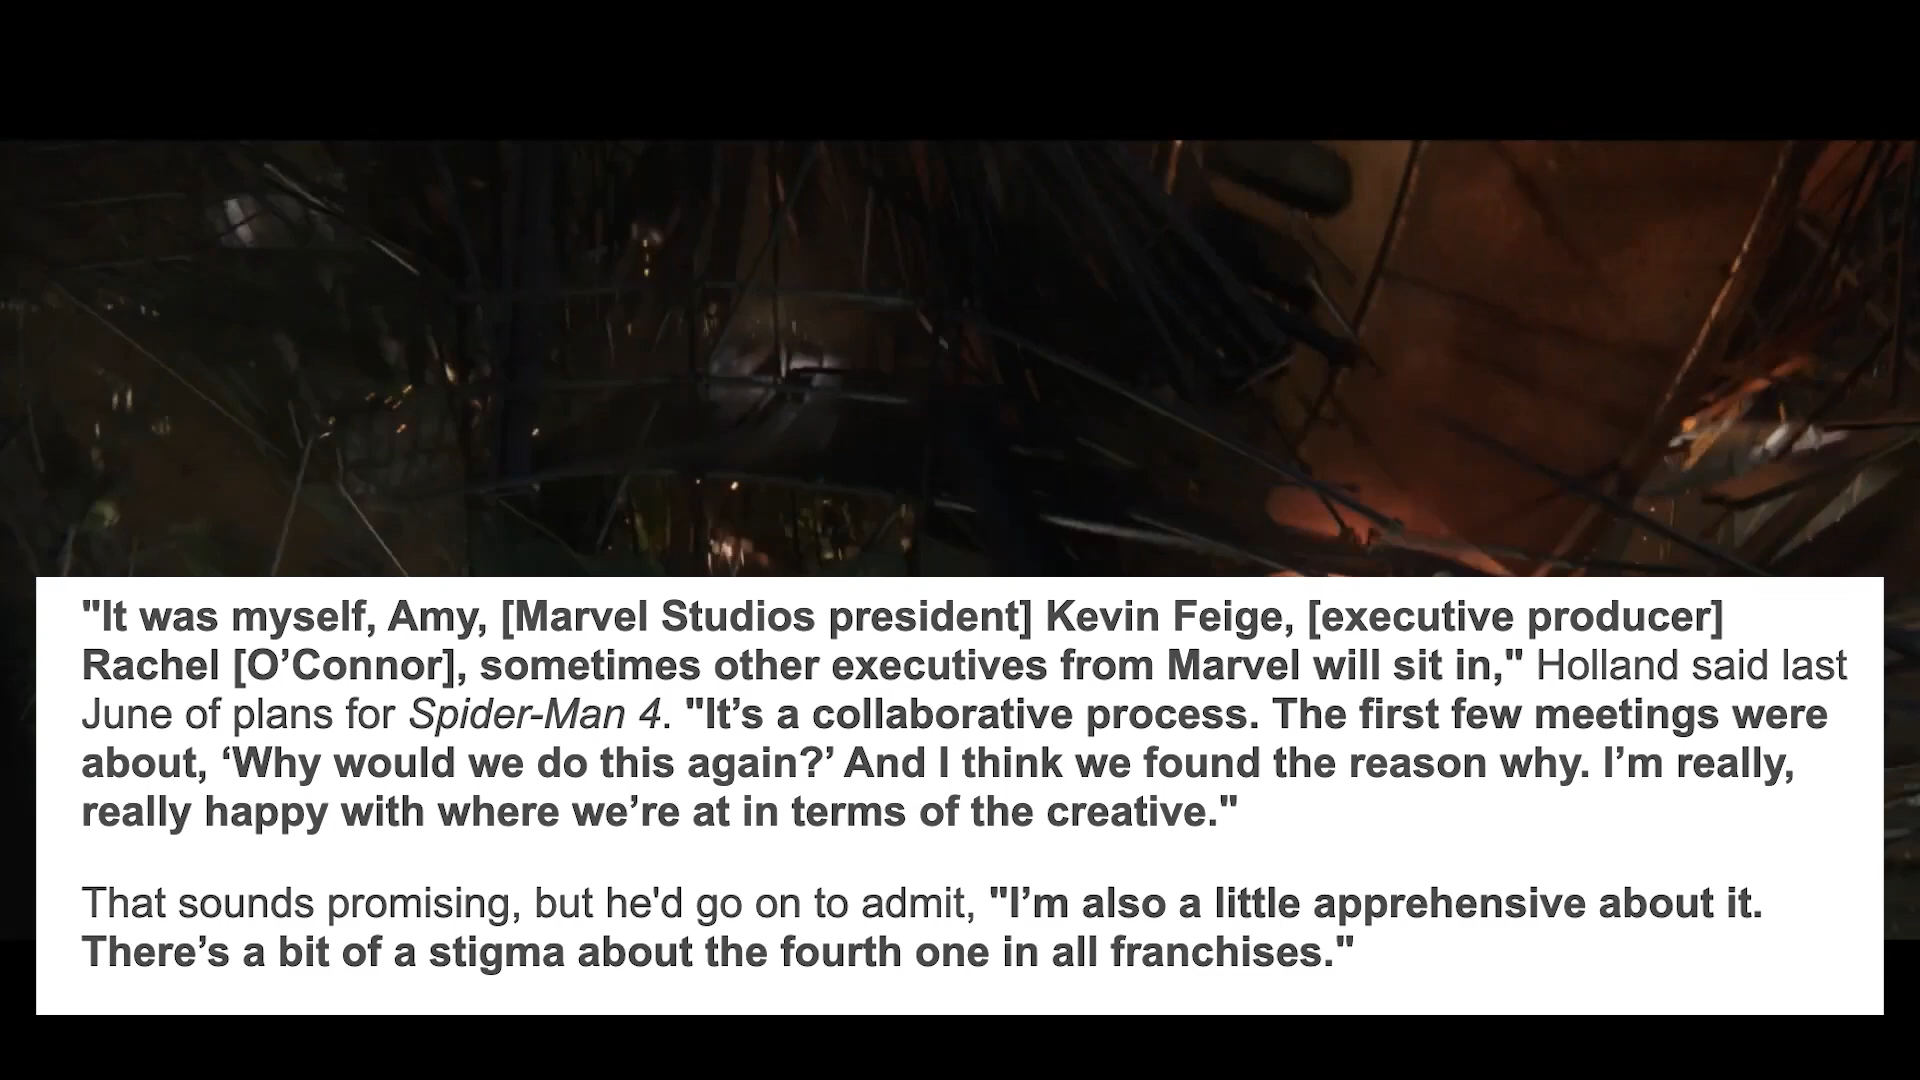 "It was myself, Amy, [Marvel Studios president] Kevin Feige, [executive producer]
Rachel [O’Connor], sometimes other executives from Marvel will sit in," Holland said last
June of plans for Spider-Man 4. "It’s a collaborative process. The first few meetings were
about, ‘Why would we do this again?’ And I think we found the reason why. I’m really,
really happy with where we’re at in terms of the creative."
That sounds promising, but he'd go on to admit, "I’m also a little apprehensive about it.
There’s a bit of a stigma about the fourth one in all franchises."